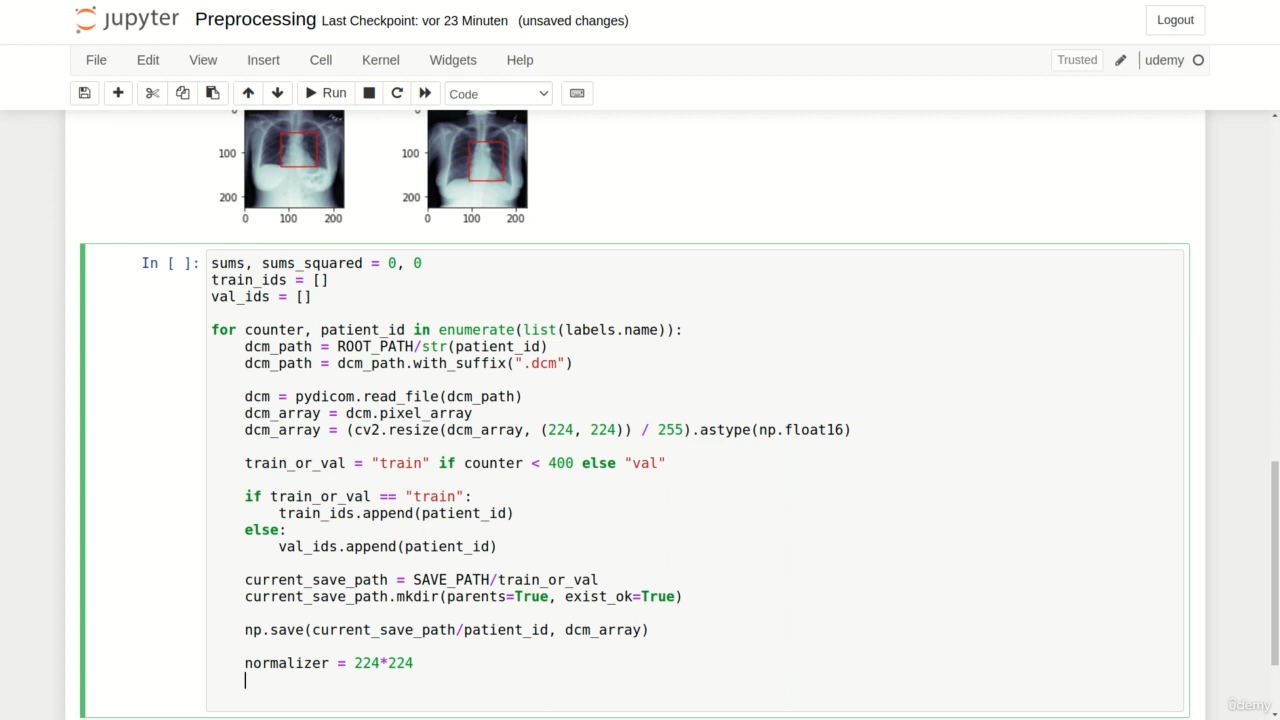 jupyter Preprocessing Last Checkpoint: vor 23 Minuten (unsaved changes) Logout
File Edit View Insert Cell Kernel Widgets Help Trusted udemy
Run Code
0 0
100 100
200 200
0 100 200 0 100 200
In [ ]: sums, sums_squared = 0, 0
train_ids = []
val_ids = []
for counter, patient_id in enumerate(list(labels.name)):
    dcm_path = ROOT_PATH/str(patient_id)
    dcm_path = dcm_path.with_suffix(".dcm")
    dcm = pydicom.read_file(dcm_path)
    dcm_array = dcm.pixel_array
    dcm_array = (cv2.resize(dcm_array, (224, 224)) / 255).astype(np.float16)
    train_or_val = "train" if counter < 400 else "val"
    if train_or_val == "train":
        train_ids.append(patient_id)
    else:
        val_ids.append(patient_id)
    current_save_path = SAVE_PATH/train_or_val
    current_save_path.mkdir(parents=True, exist_ok=True)
    np.save(current_save_path/patient_id, dcm_array)
    normalizer = 224*224
udemy